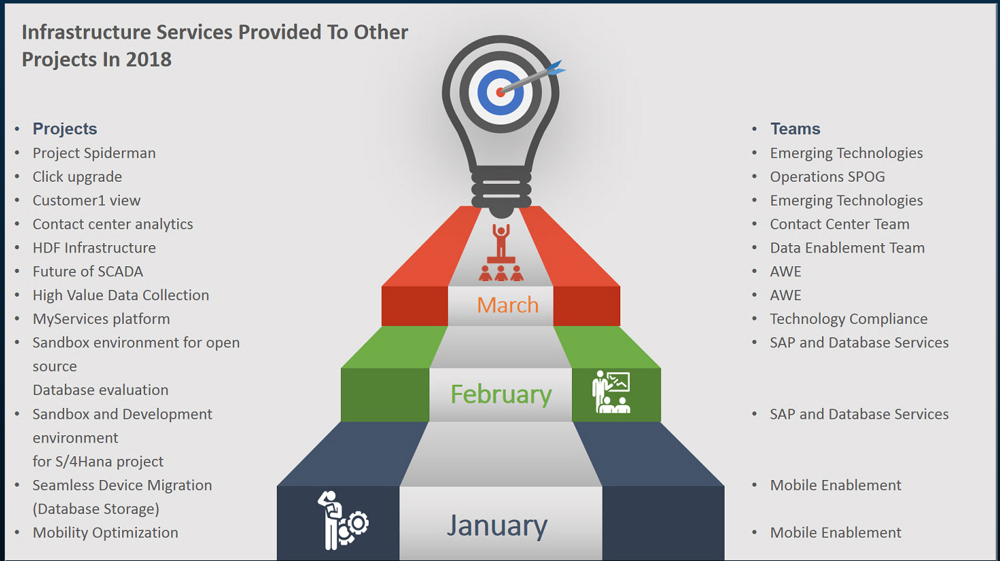 Infrastructure Services Provided To Other
Projects In 2018
• Projects
• Project Spiderman
• Click upgrade
• Customer1 view
• Contact center analytics
• HDF Infrastructure
• Future of SCADA
• High Value Data Collection
• MyServices platform
• Sandbox environment for open
source
Database evaluation
• Sandbox and Development
environment
for S/4Hana project
• Seamless Device Migration
(Database Storage)
• Mobility Optimization
March
February
January
• Teams
• Emerging Technologies
• Operations SPOG
• Emerging Technologies
• Contact Center Team
• Data Enablement Team
• AWE
• AWE
• Technology Compliance
• SAP and Database Services
• SAP and Database Services
• Mobile Enablement
• Mobile Enablement